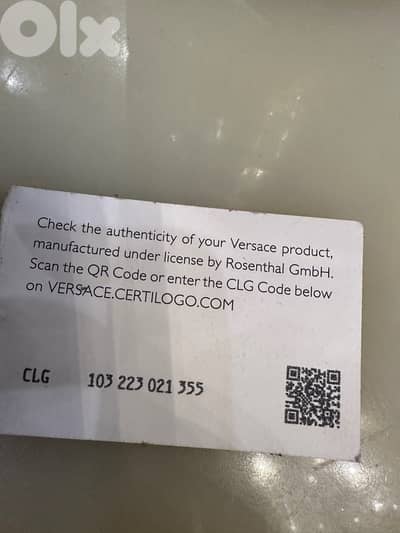 OLX
Check the authenticity of your Versace product,
manufactured under license by Rosenthal GmbH.
Scan the QR Code or enter the CLG Code below
on VERSACE.CERTILOGO.COM
CLG 103 223 021 355